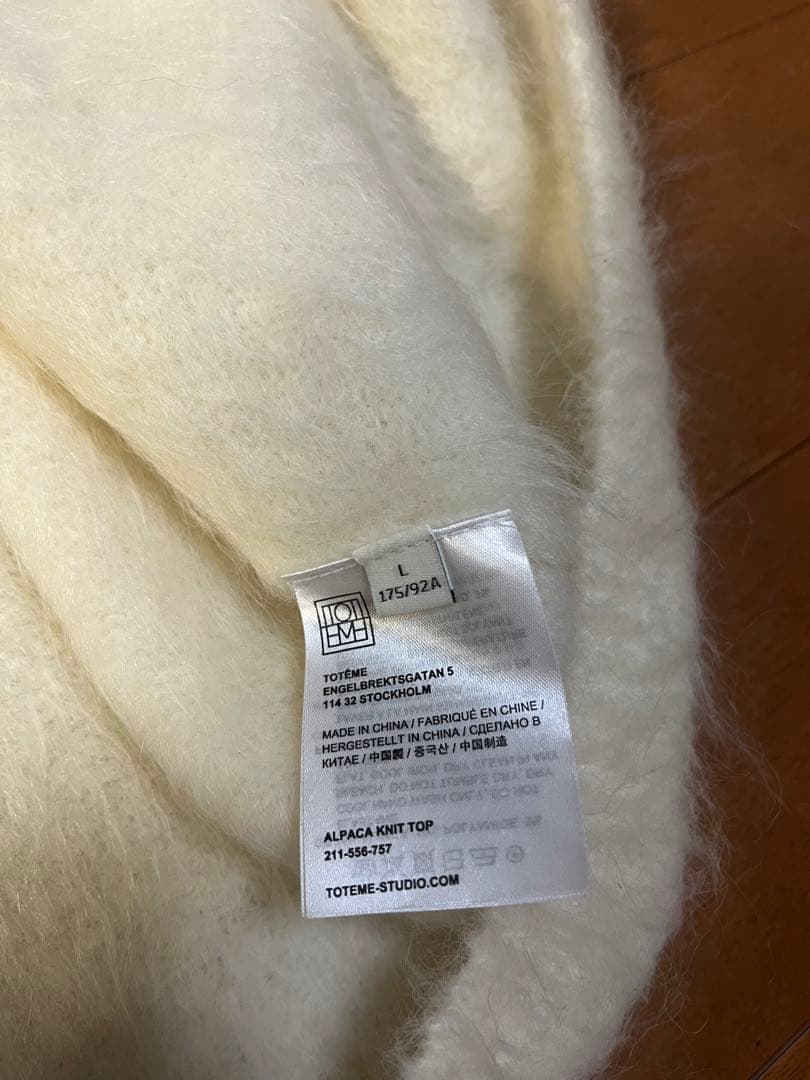 L
175/92A
TOT
EME
TOTÊME
ENGELBREKTSGATAN 5
114 32 STOCKHOLM
MADE IN CHINA / FABRIQUÉ EN CHINE /
HERGESTELLT IN CHINA / СДЕЛАНО В
КИТАЕ / 中国製 / 중국산 / 中国制造
ALPACA KNIT TOP
211-556-757
TOTEME-STUDIO.COM